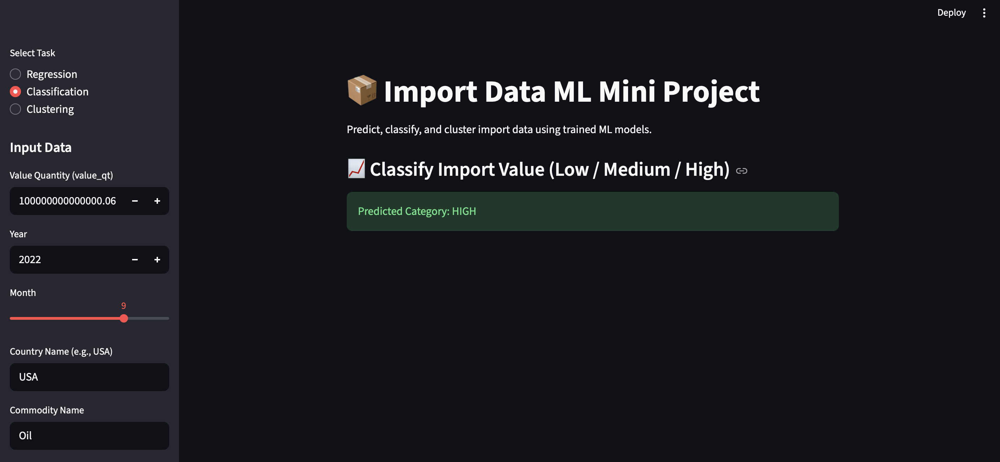 Deploy
Select Task
Regression
Classification
Clustering
Input Data
Value Quantity (value_qt)
100000000000000.06
Year
2022
Month
9
Country Name (e.g., USA)
USA
Commodity Name
Oil
Import Data ML Mini Project
Predict, classify, and cluster import data using trained ML models.
Classify Import Value (Low / Medium / High)
Predicted Category: HIGH